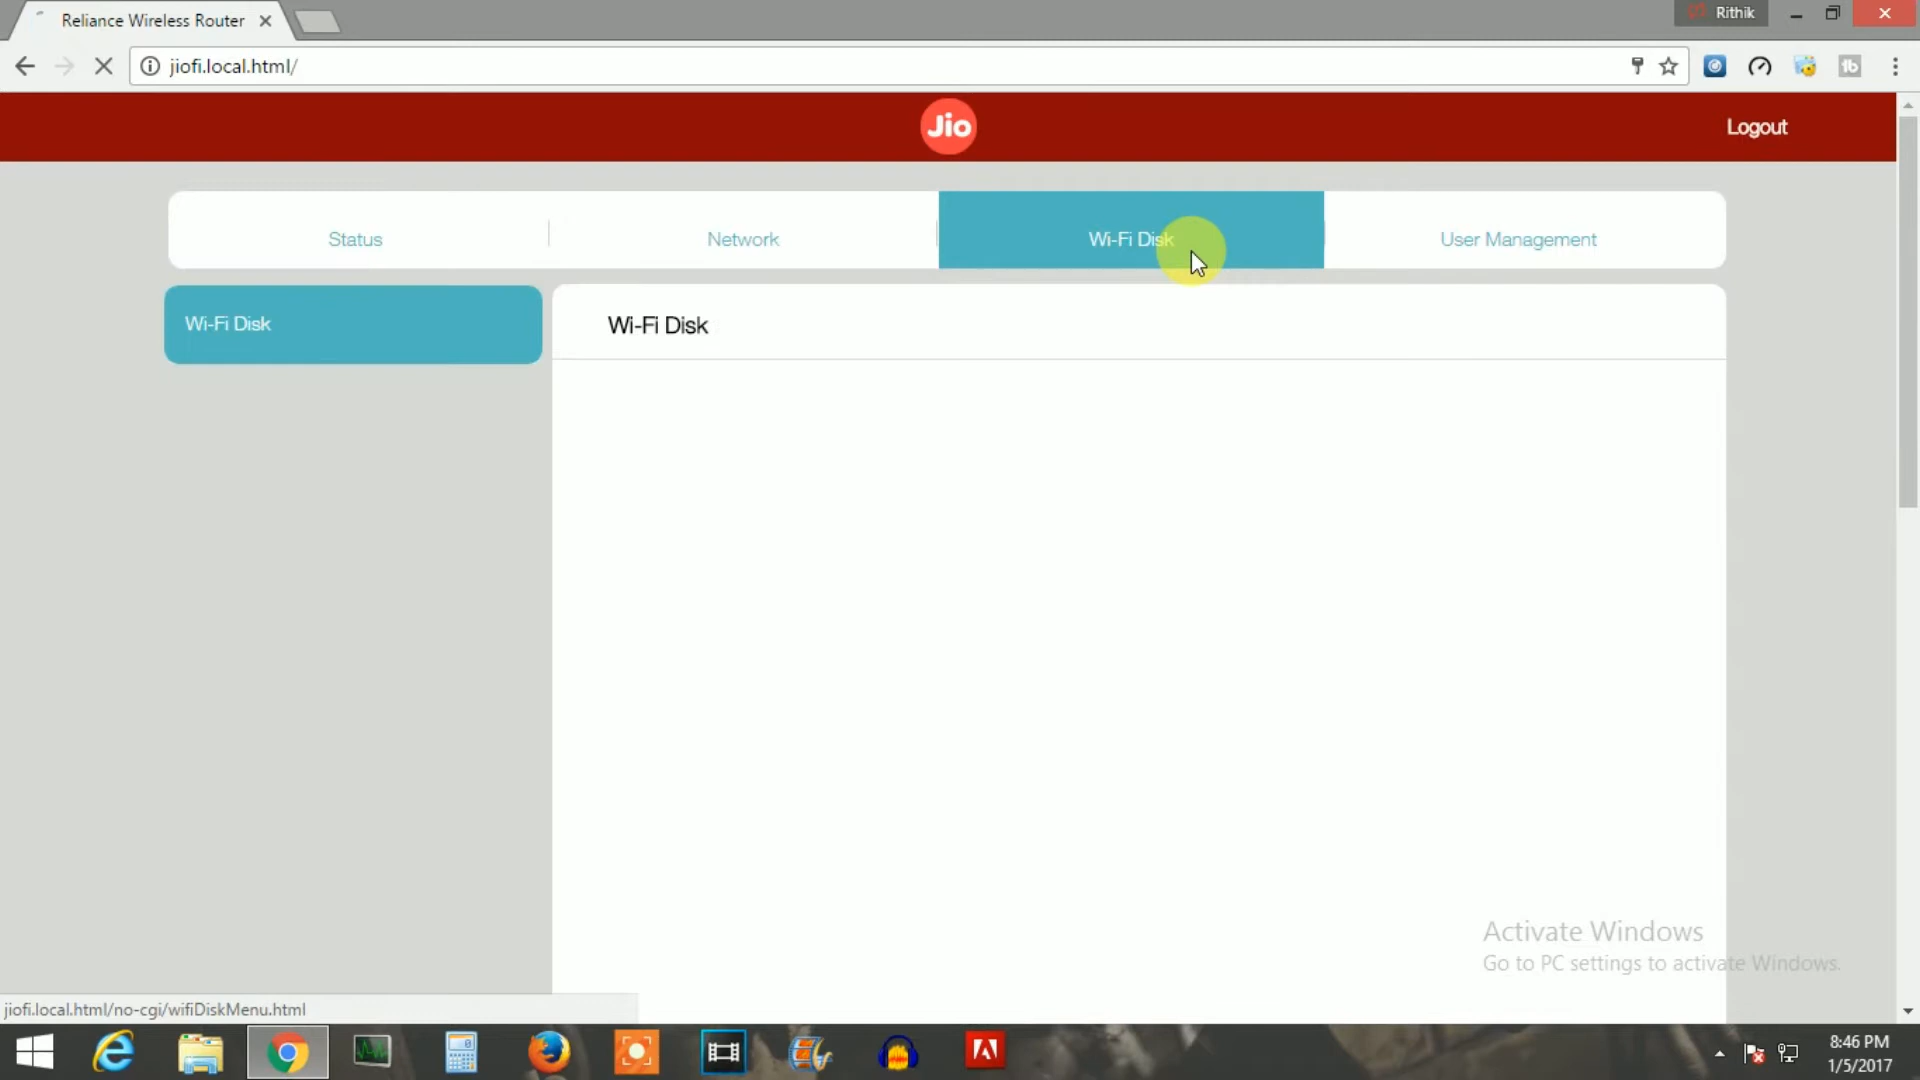 Reliance Wireless Router
Rithik
jiofi.local.html/
Jio
Logout
Status
Network
Wi-Fi Disk
User Management
Wi-Fi Disk
Wi-Fi Disk
Activate Windows
Go to PC settings to activate Windows.
jiofi.local.html/no-cgi/wifiDiskMenu.html
8:46 PM
1/5/2017